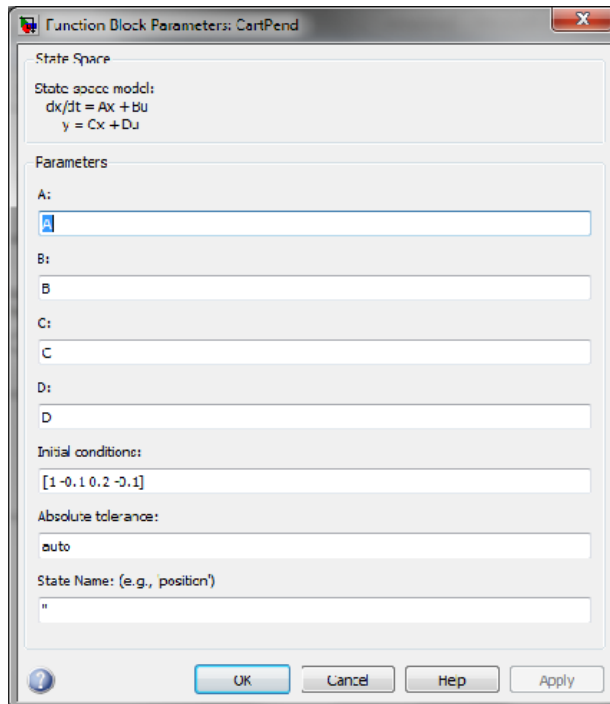 Function Block Parameters: CartPend
X
State Space
State space model:
dx/dt = Ax + Bu
y = Cx + Du
Parameters
A:
A
B:
B
C:
C
D:
D
Initial conditions:
[1 -0.1 0.2 -0.1]
Absolute tolerance:
auto
State Name: (e.g., 'position')
''
?
OK Cancel Help Apply